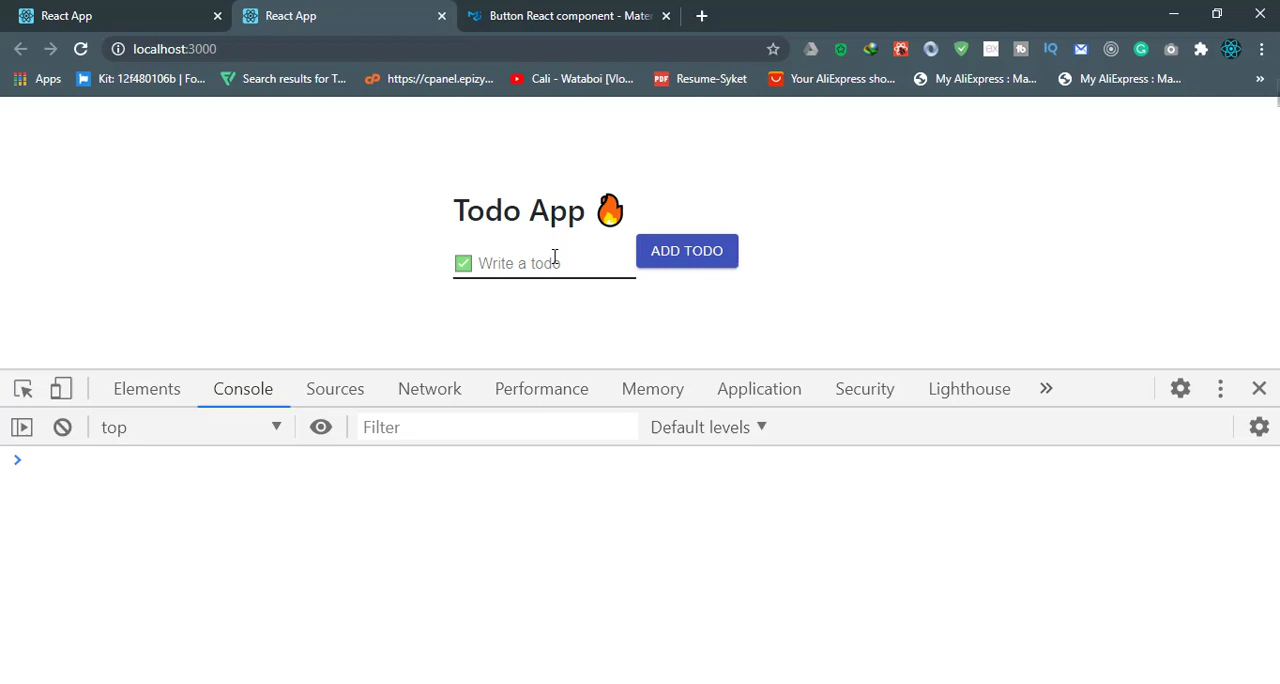 React App
React App
Button React component - Mater
localhost:3000
Apps
Kit: 12f480106b | Fo...
Search results for T...
https://cpanel.epizy...
Cali - Wataboi [Vlo...
PDF
Resume-Syket
Your AliExpress sho...
My AliExpress : Ma...
My AliExpress : Ma...
»
Todo App 🔥
✅ Write a todo
ADD TODO
Elements
Console
Sources
Network
Performance
Memory
Application
Security
Lighthouse
»
top
Filter
Default levels